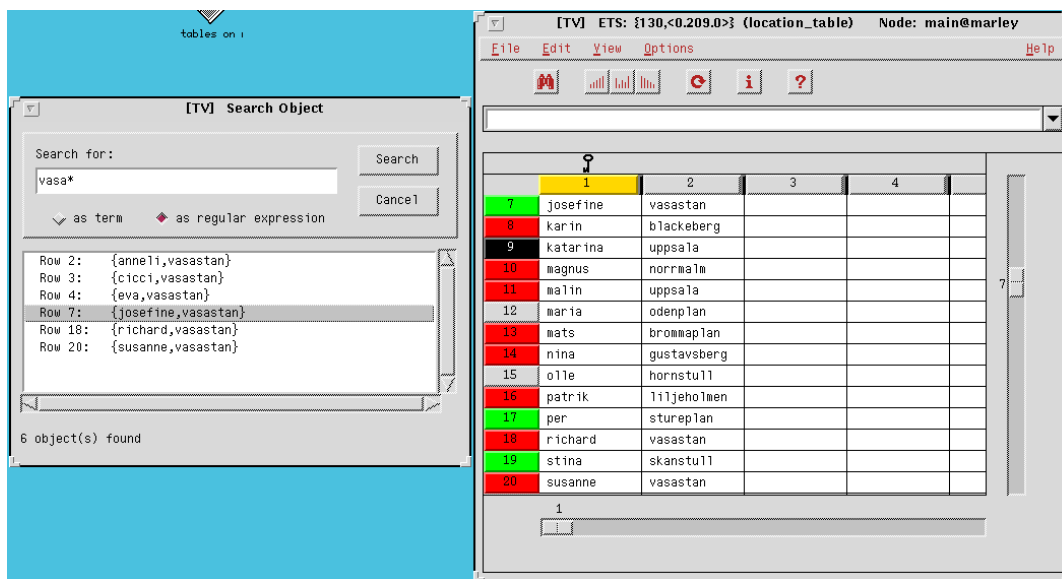 tables on
[TV] Search Object
Search for:
vasa*
Search
Cancel
as term
as regular expression
Row 2: {anneli,vasastan}
Row 3: {cicci,vasastan}
Row 4: {eva,vasastan}
Row 7: {josefine,vasastan}
Row 18: {richard,vasastan}
Row 20: {susanne,vasastan}
6 object(s) found
[TV] ETS: {130,<0.209.0>} (location_table) Node: main@marley
File Edit View Options Help
1 2 3 4
7 josefine vasastan
8 karin blackeberg
9 katarina uppsala
10 magnus norrmalm
11 malin uppsala
12 maria odenplan
13 mats brommaplan
14 nina gustavsberg
15 olle hornstull
16 patrik liljeholmen
17 per stureplan
18 richard vasastan
19 stina skanstull
20 susanne vasastan
7
1